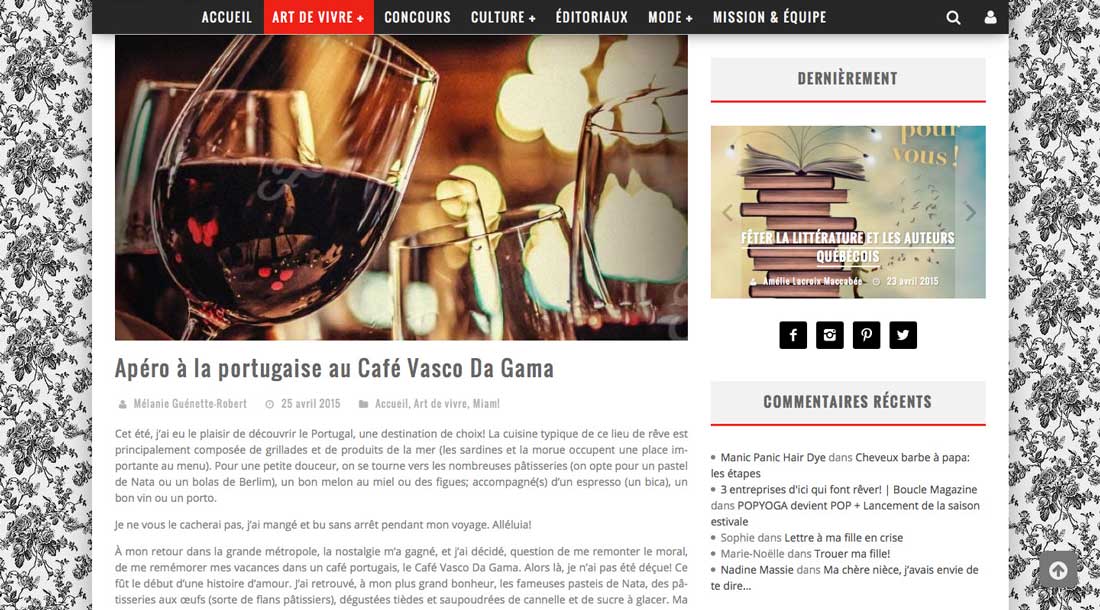 ACCUEIL ART DE VIVRE + CONCOURS CULTURE + ÉDITORIAUX MODE + MISSION & ÉQUIPE
Apéro à la portugaise au Café Vasco Da Gama
Mélanie Guénette-Robert 25 avril 2015 Accueil, Art de vivre, Miam!
Cet été, j'ai eu le plaisir de découvrir le Portugal, une destination de choix! La cuisine typique de ce lieu de rêve est
principalement composée de grillades et de produits de la mer (les sardines et la morue occupent une place im-
portante au menu). Pour une petite douceur, on se tourne vers les nombreuses pâtisseries (on opte pour un pastel
de Nata ou un bolas de Berlim), un bon melon au miel ou des figues; accompagné(s) d'un espresso (un bica), un
bon vin ou un porto.
Je ne vous le cacherai pas, j'ai mangé et bu sans arrêt pendant mon voyage. Alléluia!
À mon retour dans la grande métropole, la nostalgie m'a gagné, et j'ai décidé, question de me remonter le moral,
de me remémorer mes vacances dans un café portugais, le Café Vasco Da Gama. Alors là, je n'ai pas été déçue! Ce
fût le début d'une histoire d'amour. J'ai retrouvé, à mon plus grand bonheur, les fameuses pasteis de Nata, des pâ-
tisseries aux œufs (sorte de flans pâtissiers), dégustées tièdes et saupoudrées de cannelle et de sucre à glacer. Ma
DERNIÈREMENT
pour
vous!
FÊTER LA LITTÉRATURE ET LES AUTEURS
QUÉBÉCOIS
Amélie Lacroix Maccabée 23 avril 2015
COMMENTAIRES RÉCENTS
Manic Panic Hair Dye dans Cheveux barbe à papa:
les étapes
3 entreprises d'ici qui font rêver! | Boucle Magazine
dans POPYOGA devient POP + Lancement de la saison
estivale
Sophie dans Lettre à ma fille en crise
Marie-Noëlle dans Trouer ma fille!
Nadine Massie dans Ma chère nièce, j'avais envie de
te dire...